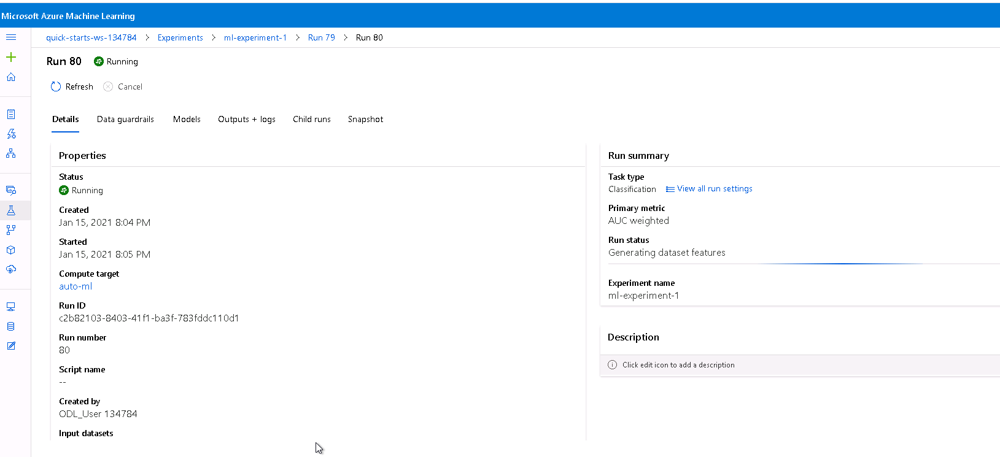 Microsoft Azure Machine Learning
quick-starts-ws-134784 > Experiments > ml-experiment-1 > Run 79 > Run 80
Run 80 Running
Refresh Cancel
Details Data guardrails Models Outputs + logs Child runs Snapshot
Properties
Status
Running
Created
Jan 15, 2021 8:04 PM
Started
Jan 15, 2021 8:05 PM
Compute target
auto-ml
Run ID
c2b82103-8403-41f1-ba3f-783fddc110d1
Run number
80
Script name
--
Created by
ODL_User 134784
Input datasets
Run summary
Task type
Classification View all run settings
Primary metric
AUC weighted
Run status
Generating dataset features
Experiment name
ml-experiment-1
Description
Click edit icon to add a description